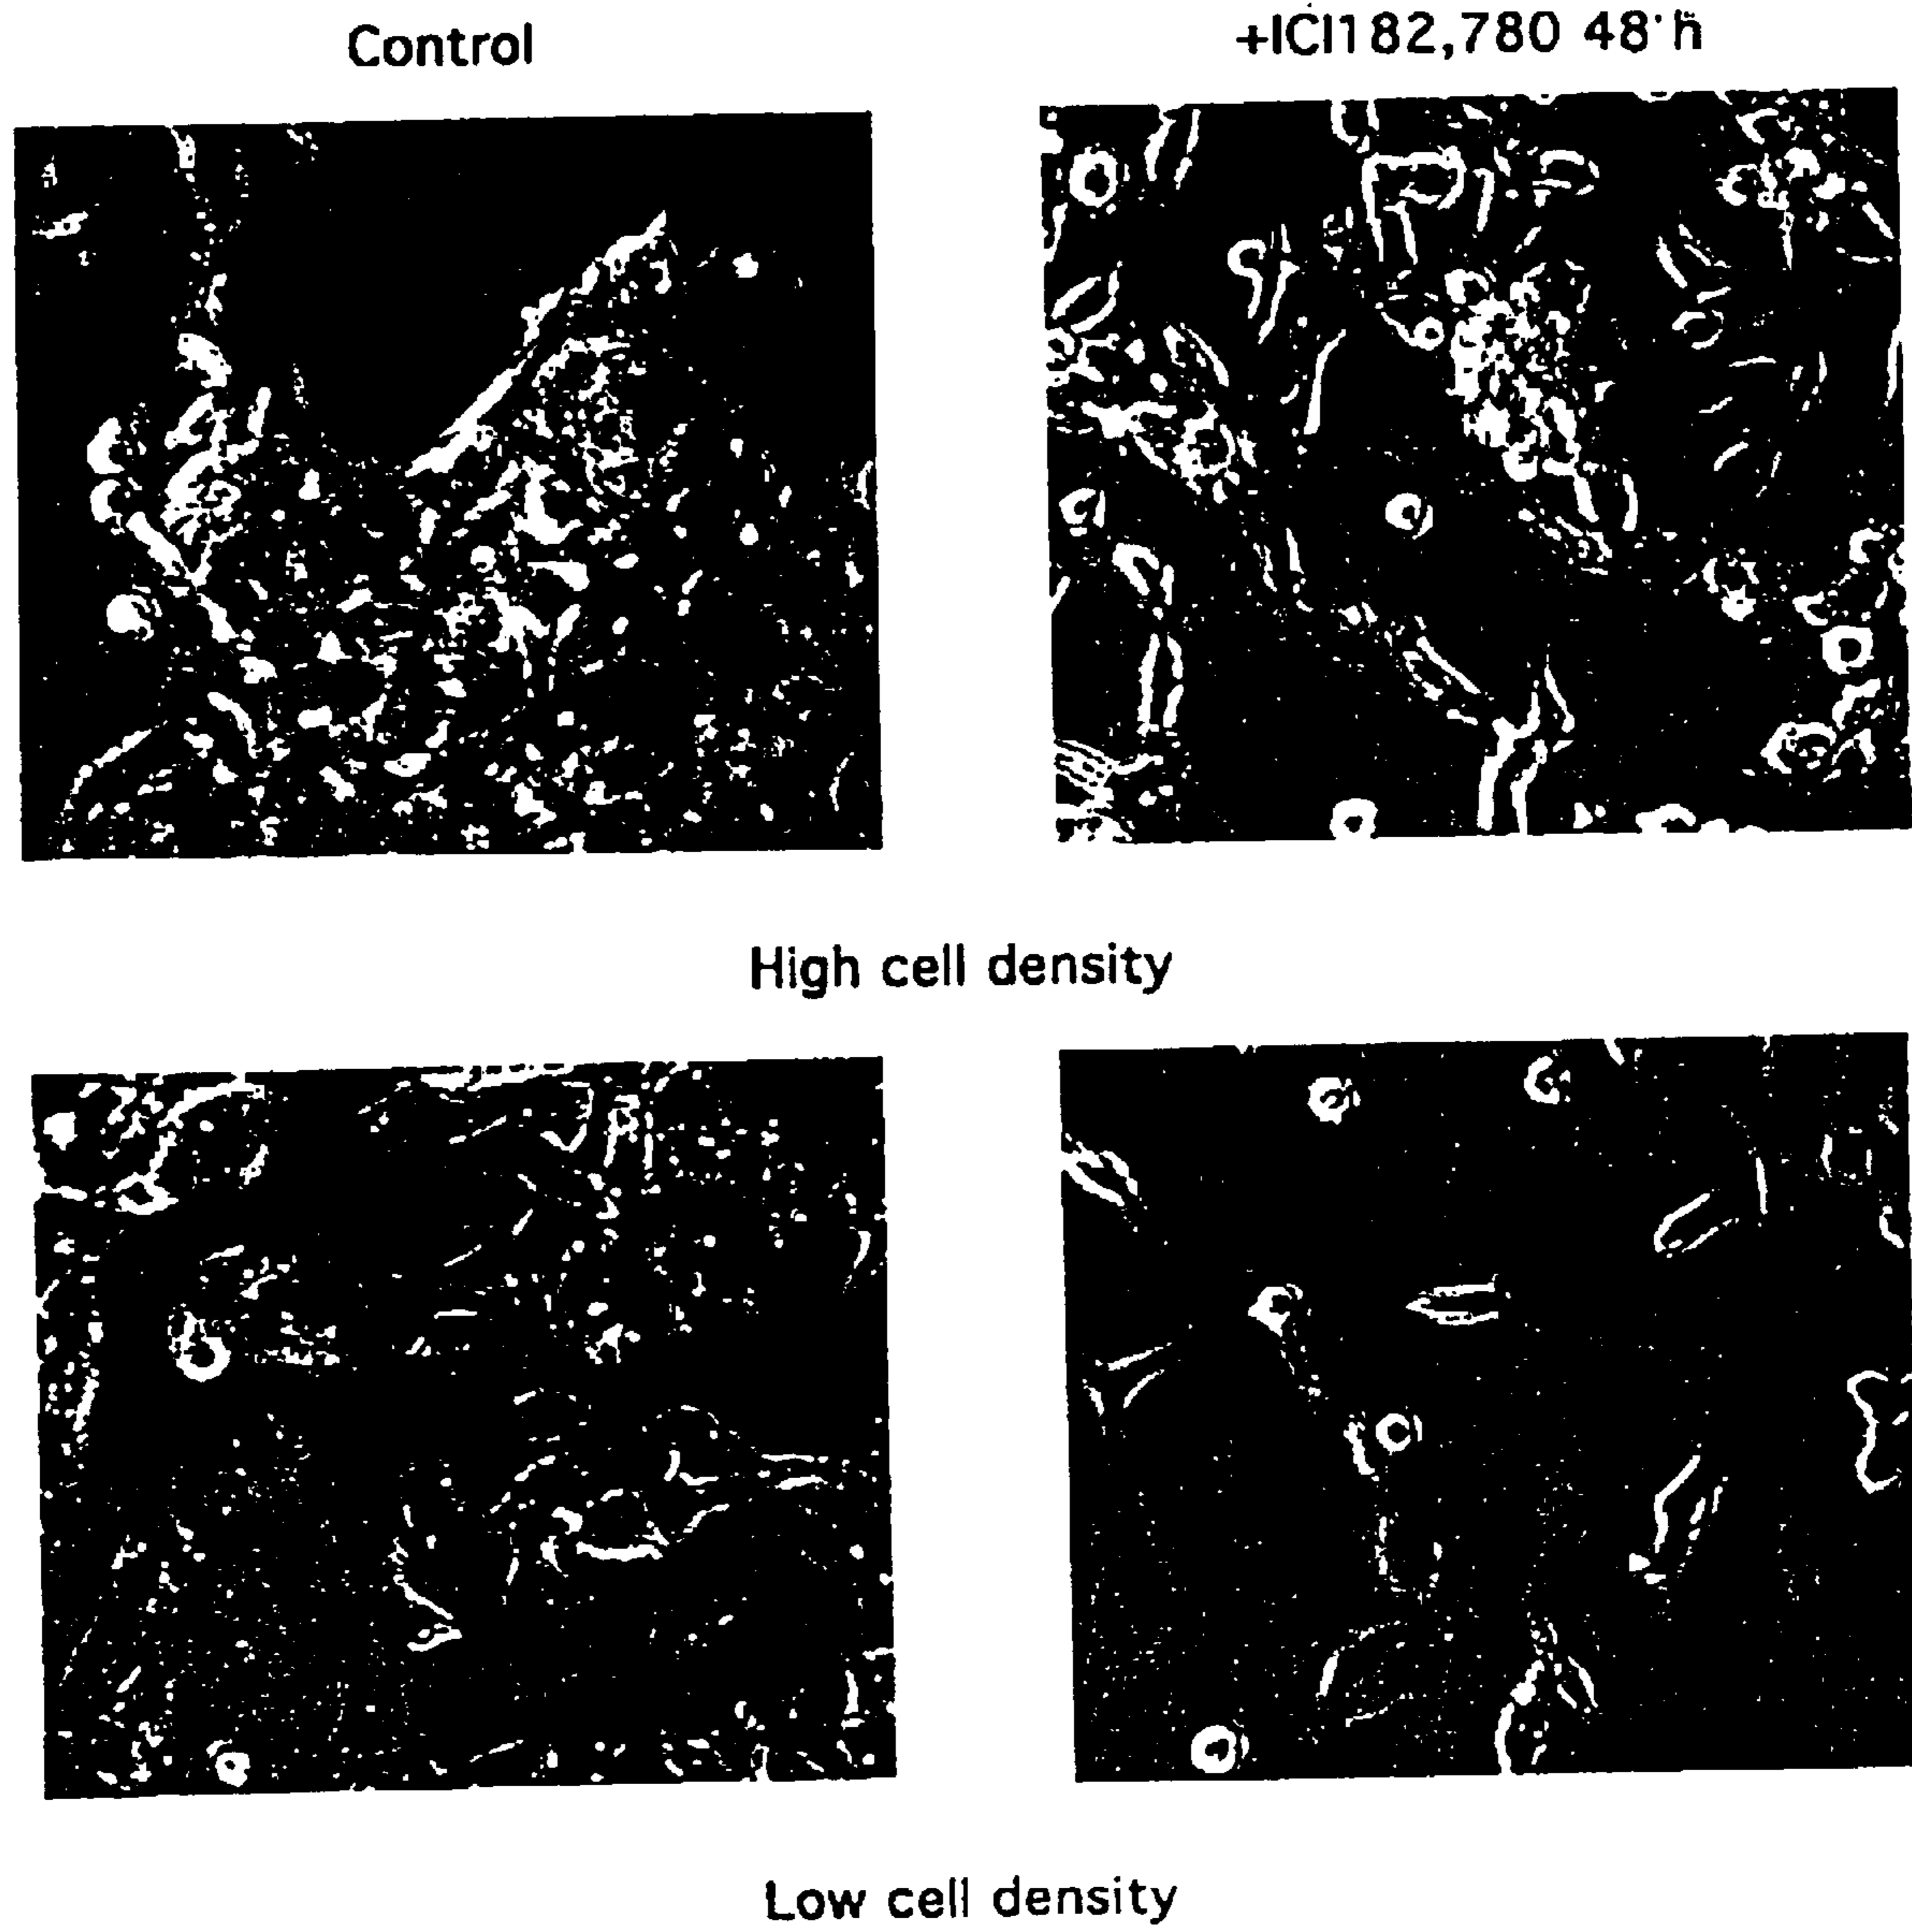 Control
+ICI182,780 48 h
High cell density
Low cell density